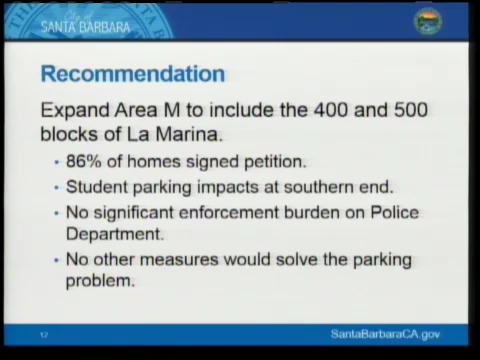 City of
SANTA BARBARA
Recommendation
Expand Area M to include the 400 and 500
blocks of La Marina.
• 86% of homes signed petition.
• Student parking impacts at southern end.
• No significant enforcement burden on Police
Department.
• No other measures would solve the parking
problem.
12
SantaBarbaraCA.gov